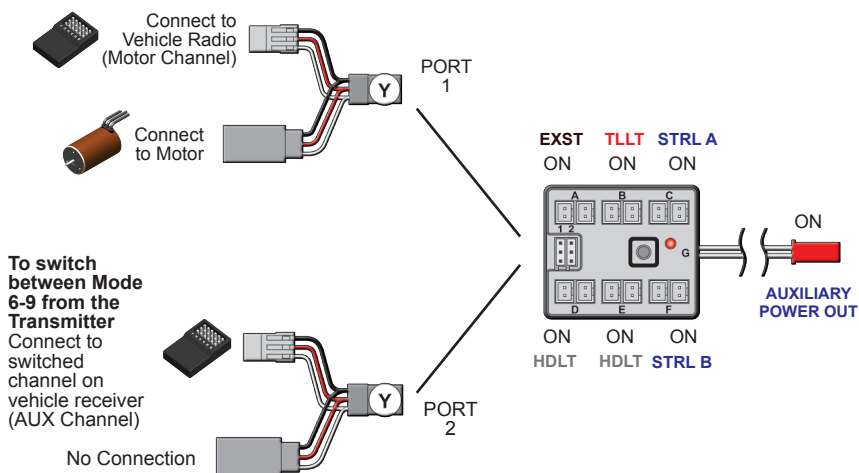 Connect to
Vehicle Radio
(Motor Channel)
Y
PORT
1
Connect
to Motor
EXST TLLT STRL A
ON ON ON
A B C
1 2
G
D E F
ON ON ON
HDLT HDLT STRL B
ON
AUXILIARY
POWER OUT
To switch
between Mode
6-9 from the
Transmitter
Connect to
switched
channel on
vehicle receiver
(AUX Channel)
Y
PORT
2
No Connection